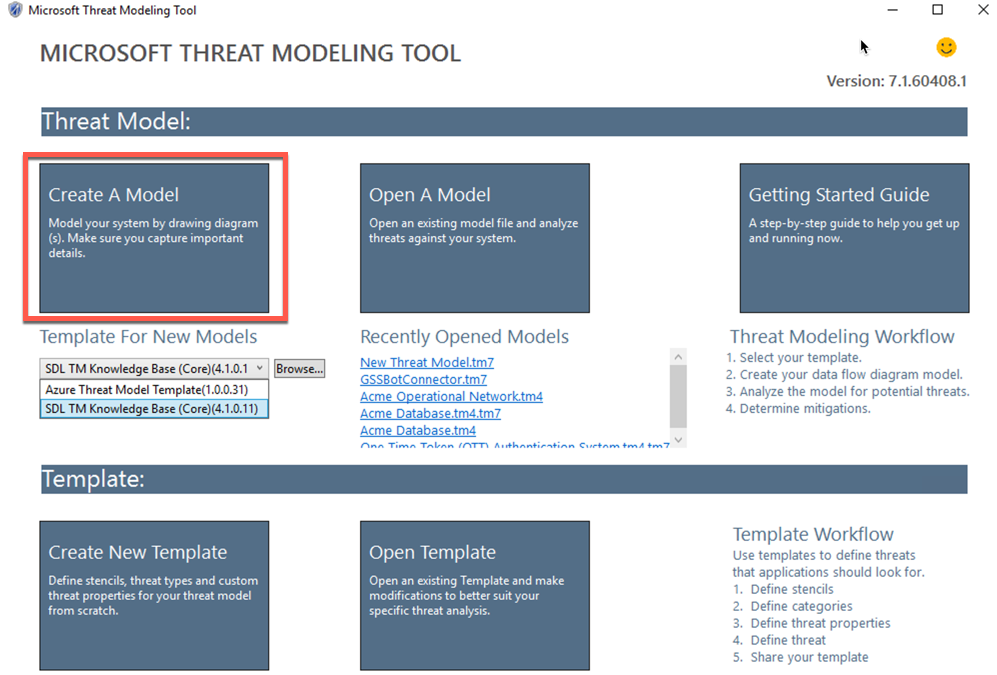 Microsoft Threat Modeling Tool
MICROSOFT THREAT MODELING TOOL
Version: 7.1.60408.1
Threat Model:
Create A Model
Model your system by drawing diagram
(s). Make sure you capture important
details.
Open A Model
Open an existing model file and analyze
threats against your system.
Getting Started Guide
A step-by-step guide to help you get up
and running now.
Template For New Models
SDL TM Knowledge Base (Core)(4.1.0.1
Browse...
Azure Threat Model Template(1.0.0.31)
SDL TM Knowledge Base (Core)(4.1.0.11)
Recently Opened Models
New Threat Model.tm7
GSSBotConnector.tm7
Acme Operational Network.tm4
Acme Database.tm4.tm7
Acme Database.tm4
One Time Token (OTT) Authentication System.tm4.tm7
Threat Modeling Workflow
1. Select your template.
2. Create your data flow diagram model.
3. Analyze the model for potential threats.
4. Determine mitigations.
Template:
Create New Template
Define stencils, threat types and custom
threat properties for your threat model
from scratch.
Open Template
Open an existing Template and make
modifications to better suit your
specific threat analysis.
Template Workflow
Use templates to define threats
that applications should look for.
1. Define stencils
2. Define categories
3. Define threat properties
4. Define threat
5. Share your template